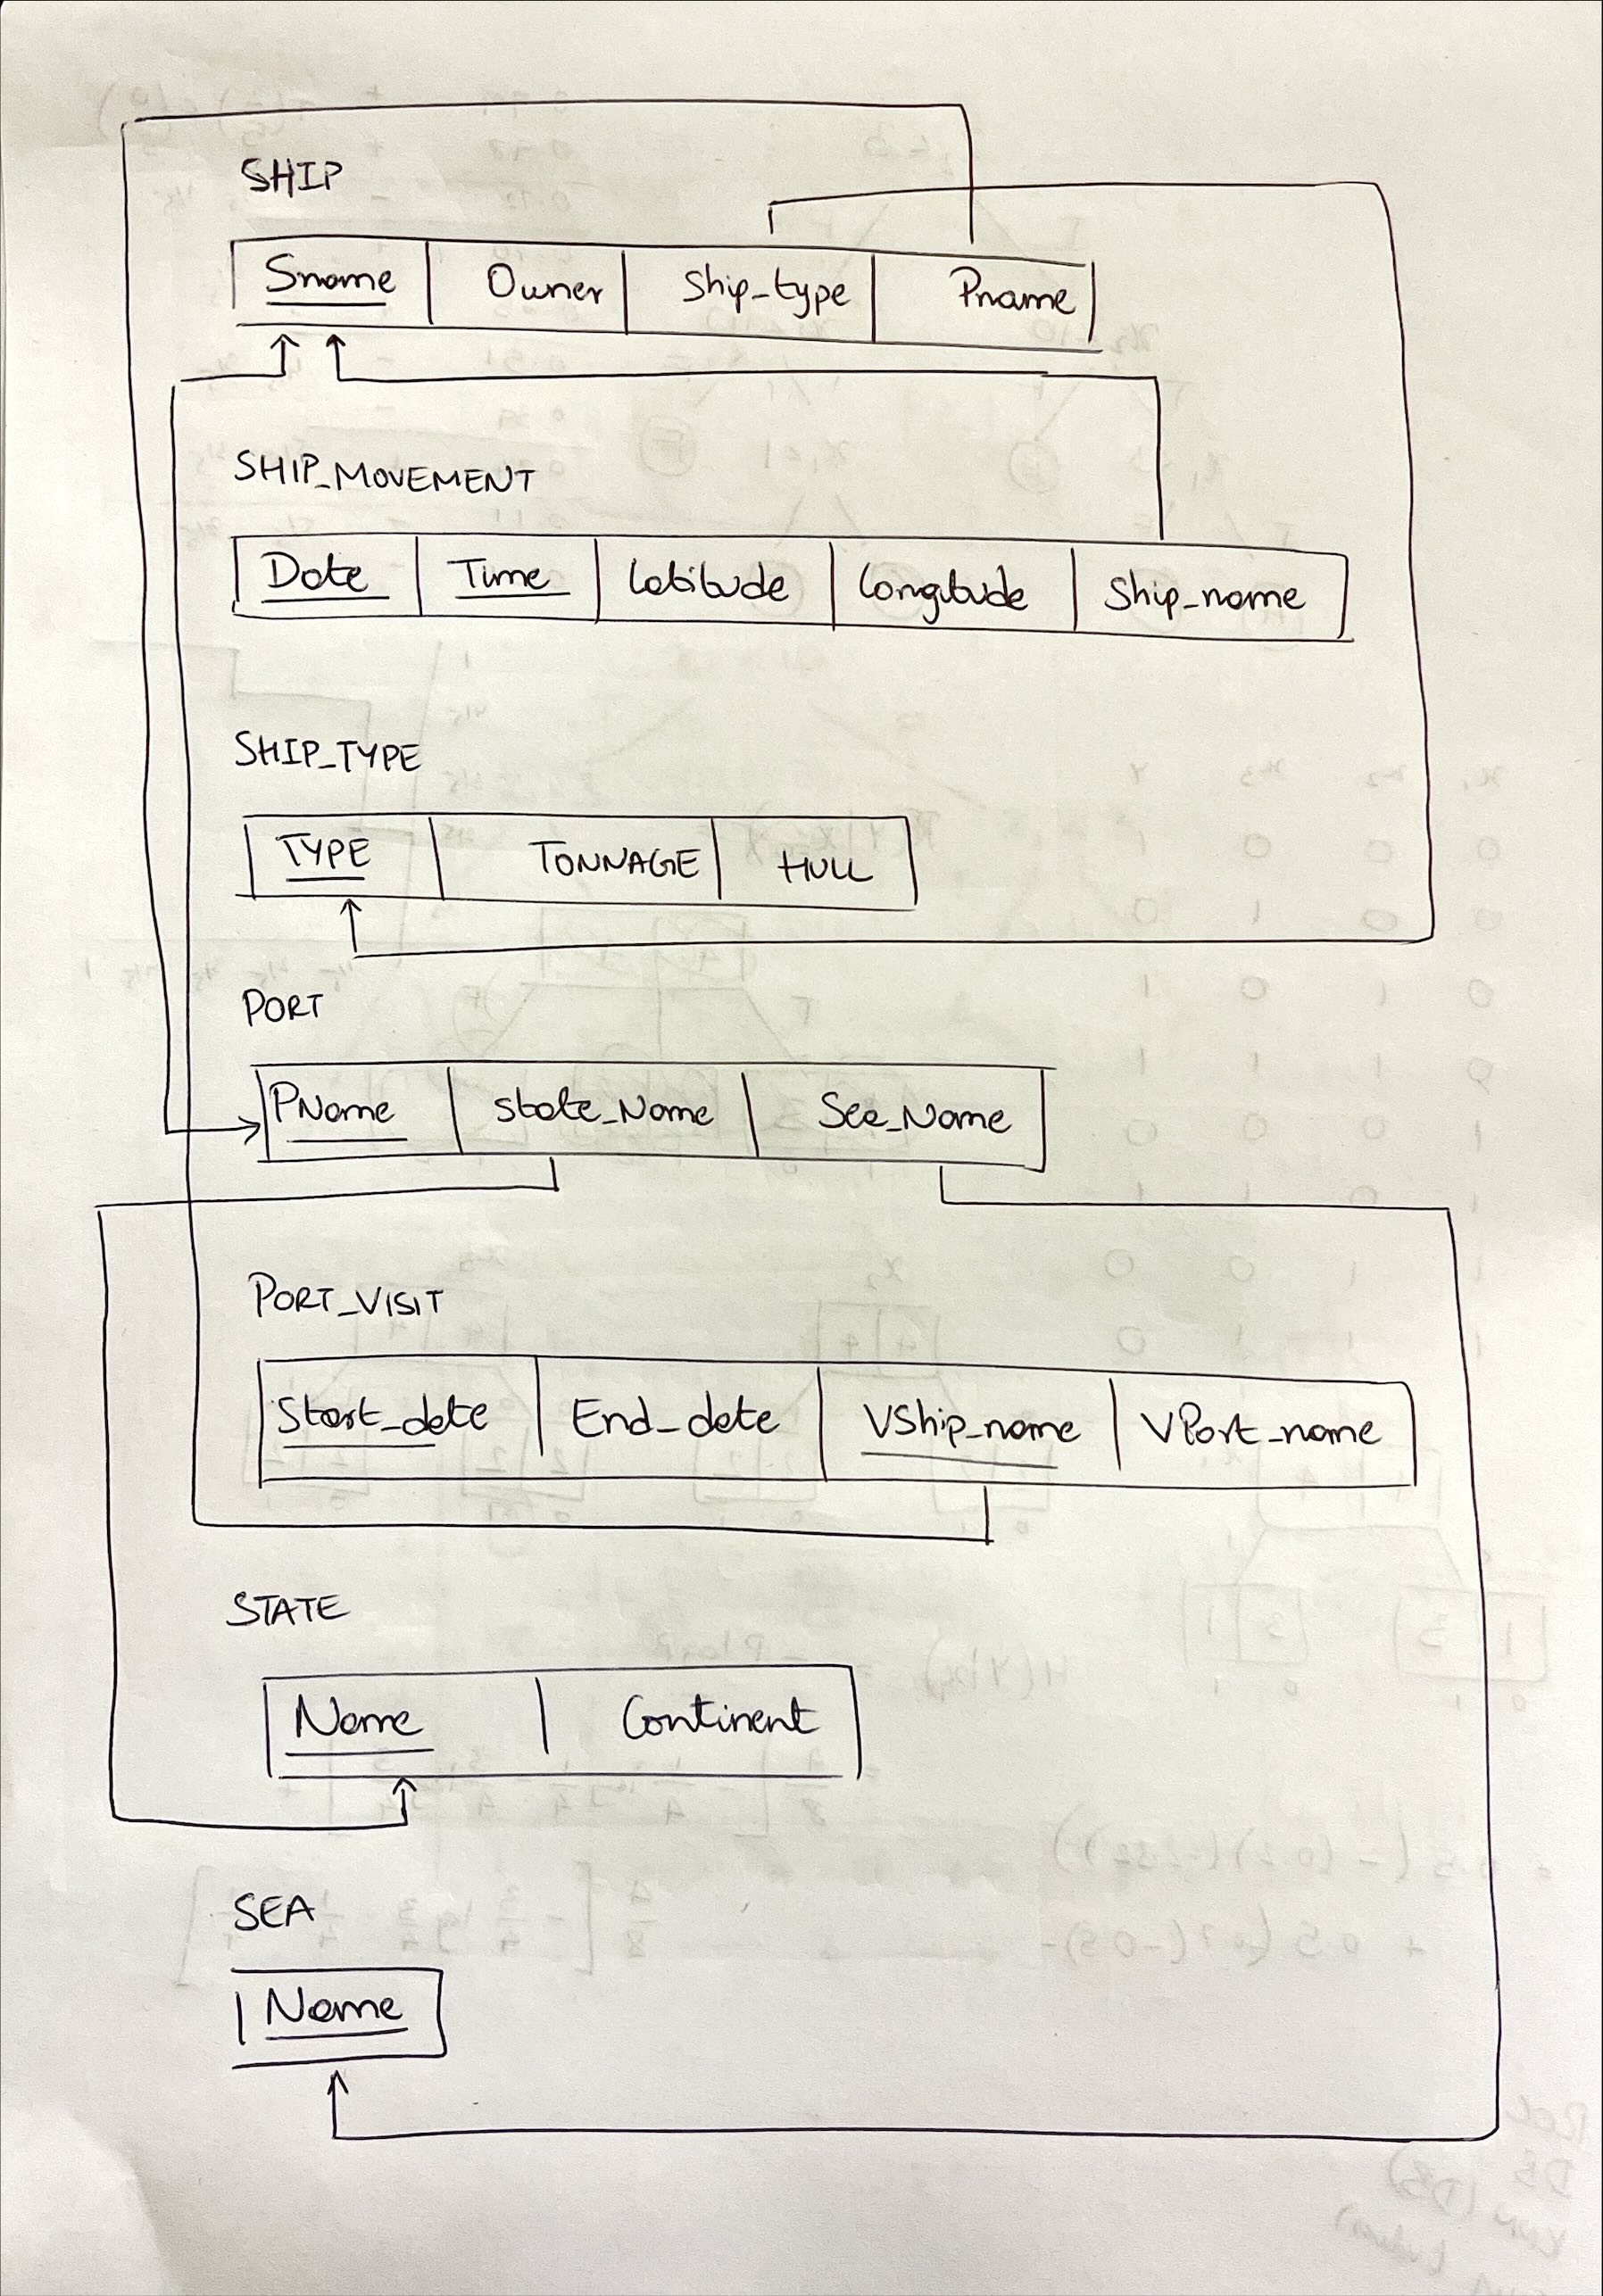 SHIP
Sname Owner Ship_type Pname
SHIP_MOVEMENT
Date Time Latitude Longitude Ship_name
SHIP_TYPE
TYPE TONNAGE HULL
PORT
PName State_Name Sea_Name
PORT_VISIT
Start_date End_date VShip_name VPort_name
STATE
Name Continent
SEA
Name